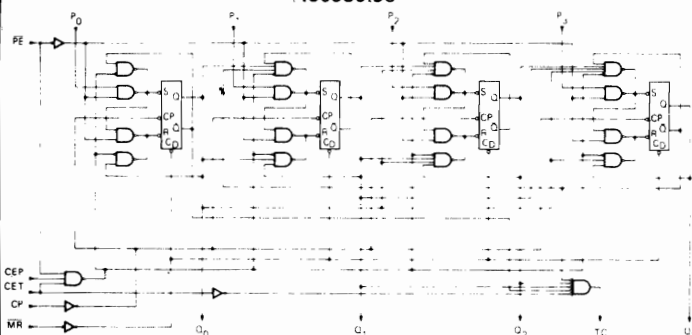 P0 P1 P2 P3
PE
S Q S Q S Q S Q
CP CP CP CP
R Q R Q R Q R Q
CD CD CD CD
CEP
CET
CP
MR
Q0 Q1 Q2 TC